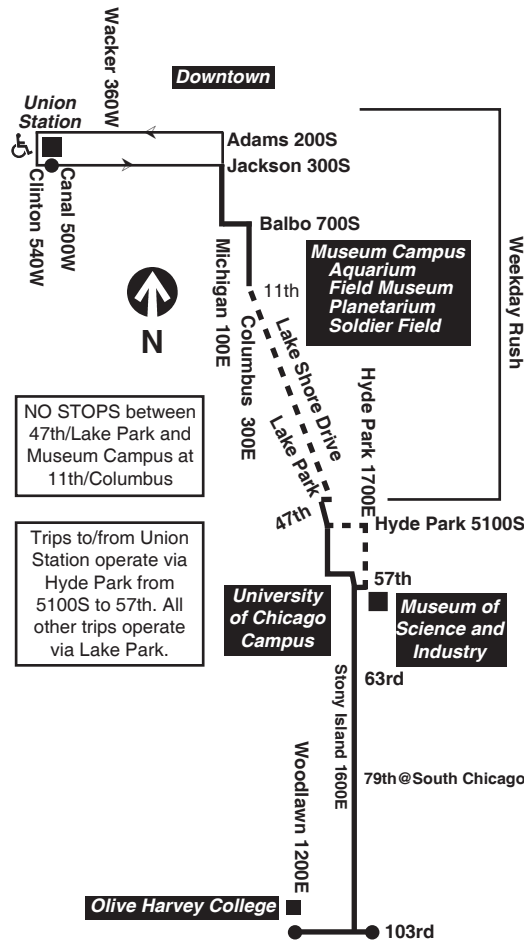 Wacker 360W
Downtown
Union
Station
Adams 200S
Jackson 300S
Clinton 540W
Canal 500W
Balbo 700S
Michigan 100E
Museum Campus
Aquarium
Field Museum
Planetarium
Soldier Field
Weekday Rush
11th
Columbus 300E
Lake Shore Drive
Lake Park
Hyde Park 1700E
N
NO STOPS between
47th/Lake Park and
Museum Campus at
11th/Columbus
47th
Hyde Park 5100S
Trips to/from Union
Station operate via
Hyde Park from
5100S to 57th. All
other trips operate
via Lake Park.
57th
University
of Chicago
Campus
Museum of
Science and
Industry
63rd
Stony Island 1600E
79th@South Chicago
Woodlawn 1200E
Olive Harvey College
103rd